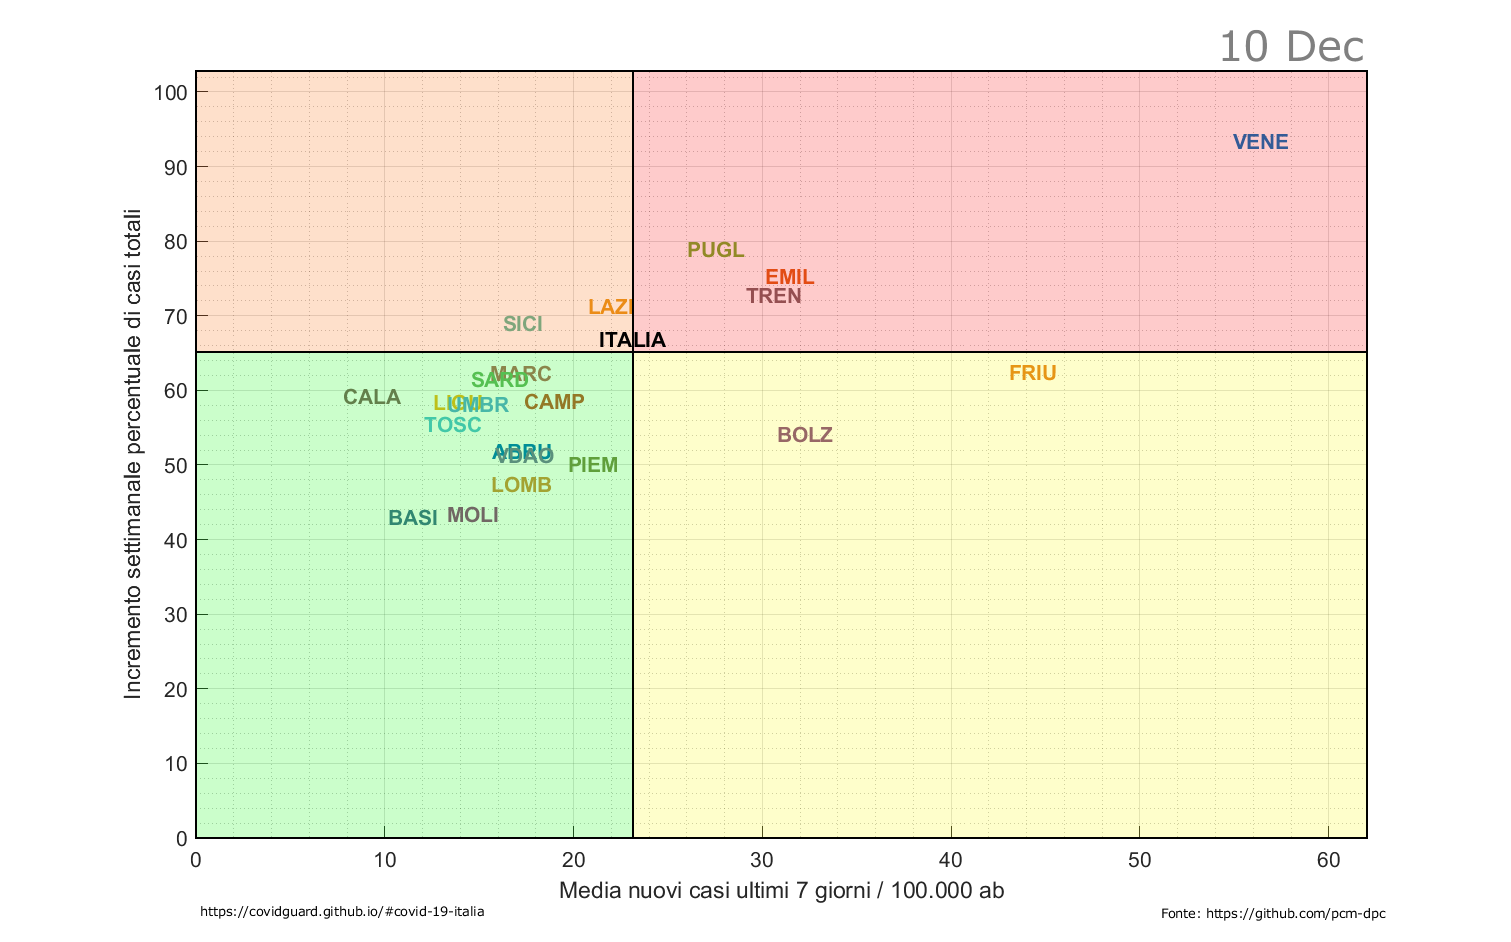 10 Dec
100
90
80
70
60
50
40
30
20
10
0
Incremento settimanale percentuale di casi totali
VENE
PUGL
EMIL
TREN
LAZI
SICI
ITALIA
MARC
SARD
FRIU
CALA
LIGU
UMBR
CAMP
TOSC
BOLZ
ABRU
VDAO
PIEM
LOMB
BASI
MOLI
0 10 20 30 40 50 60
Media nuovi casi ultimi 7 giorni / 100.000 ab
https://covidguard.github.io/#covid-19-italia
Fonte: https://github.com/pcm-dpc